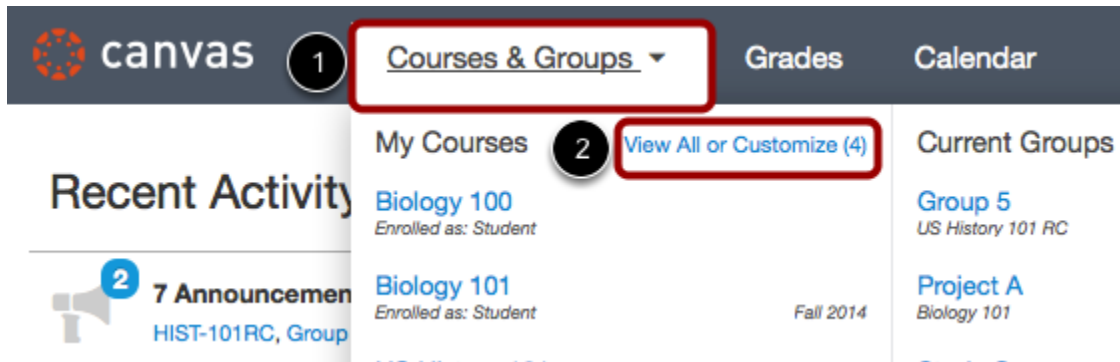 canvas
1
Courses & Groups
Grades
Calendar
My Courses
2
View All or Customize (4)
Current Groups
Recent Activity
Biology 100
Enrolled as: Student
Group 5
US History 101 RC
2
7 Announcemen
HIST-101RC, Group
Biology 101
Enrolled as: Student
Fall 2014
Project A
Biology 101